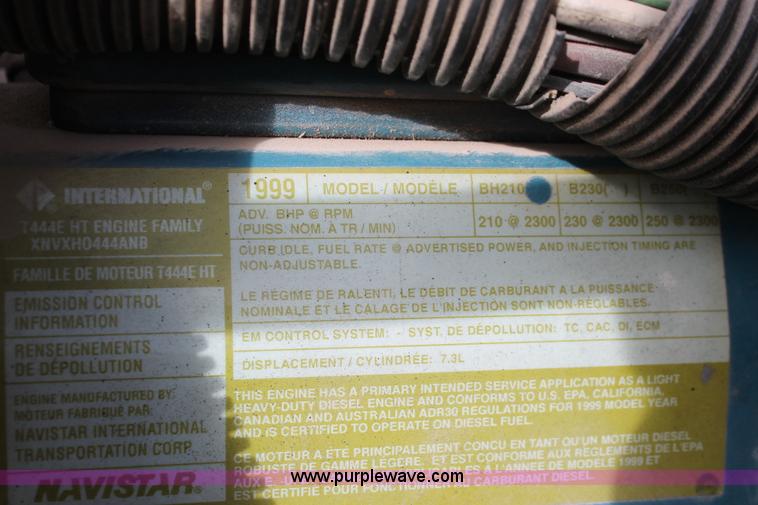 INTERNATIONAL®
T444E HT ENGINE FAMILY
XNVXH0444ANB
FAMILLE DE MOTEUR T444E HT
EMISSION CONTROL
INFORMATION
RENSEIGNEMENTS
DE DÉPOLLUTION
ENGINE MANUFACTURED BY:
MOTEUR FABRIQUÉ PAR:
NAVISTAR INTERNATIONAL
TRANSPORTATION CORP.
NAVISTAR®
1999 MODEL / MODÈLE BH210 B230( )
ADV. BHP @ RPM
(PUISS. NOM. À TR / MIN) 210 @ 2300 230 @ 2300 250 @ 2300
CURB IDLE, FUEL RATE @ ADVERTISED POWER, AND INJECTION TIMING ARE
NON-ADJUSTABLE.
LE RÉGIME DE RALENTI, LE DÉBIT DE CARBURANT A LA PUISSANCE
NOMINALE ET LE CALAGE DE L'INJECTION SONT NON-RÉGLABLES.
EM CONTROL SYSTEM: - SYST. DE DÉPOLLUTION: TC, CAC, DI, ECM
DISPLACEMENT / CYLINDRÉE: 7.3L
THIS ENGINE HAS A PRIMARY INTENDED SERVICE APPLICATION AS A LIGHT
HEAVY-DUTY DIESEL ENGINE AND CONFORMS TO U.S. EPA, CALIFORNIA,
CANADIAN AND AUSTRALIAN ADR30 REGULATIONS FOR 1999 MODEL YEAR
AND IS CERTIFIED TO OPERATE ON DIESEL FUEL.
CE MOTEUR A ÉTÉ PRINCIPALEMENT CONCU EN TANT QU'UN MOTEUR DIESEL
ROBUSTE DE GAMME LÉGÈRE. ET EST CONFORME AUX RÉGLEMENTS DE L'EPA
À L'ANNÉE DE MODÈLE 1999 ET
EST CERTIFIÉ POUR FONCTIONNER AU CARBURANT DIESEL.
www.purplewave.com